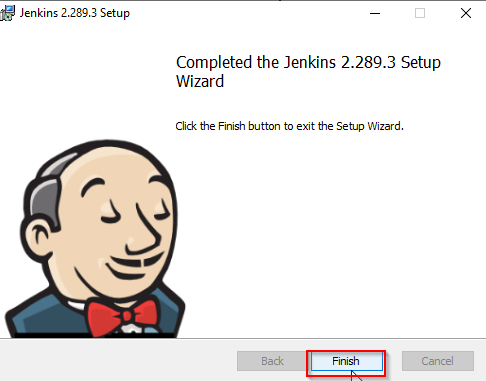 Jenkins 2.289.3 Setup
Completed the Jenkins 2.289.3 Setup
Wizard
Click the Finish button to exit the Setup Wizard.
Back
Finish
Cancel